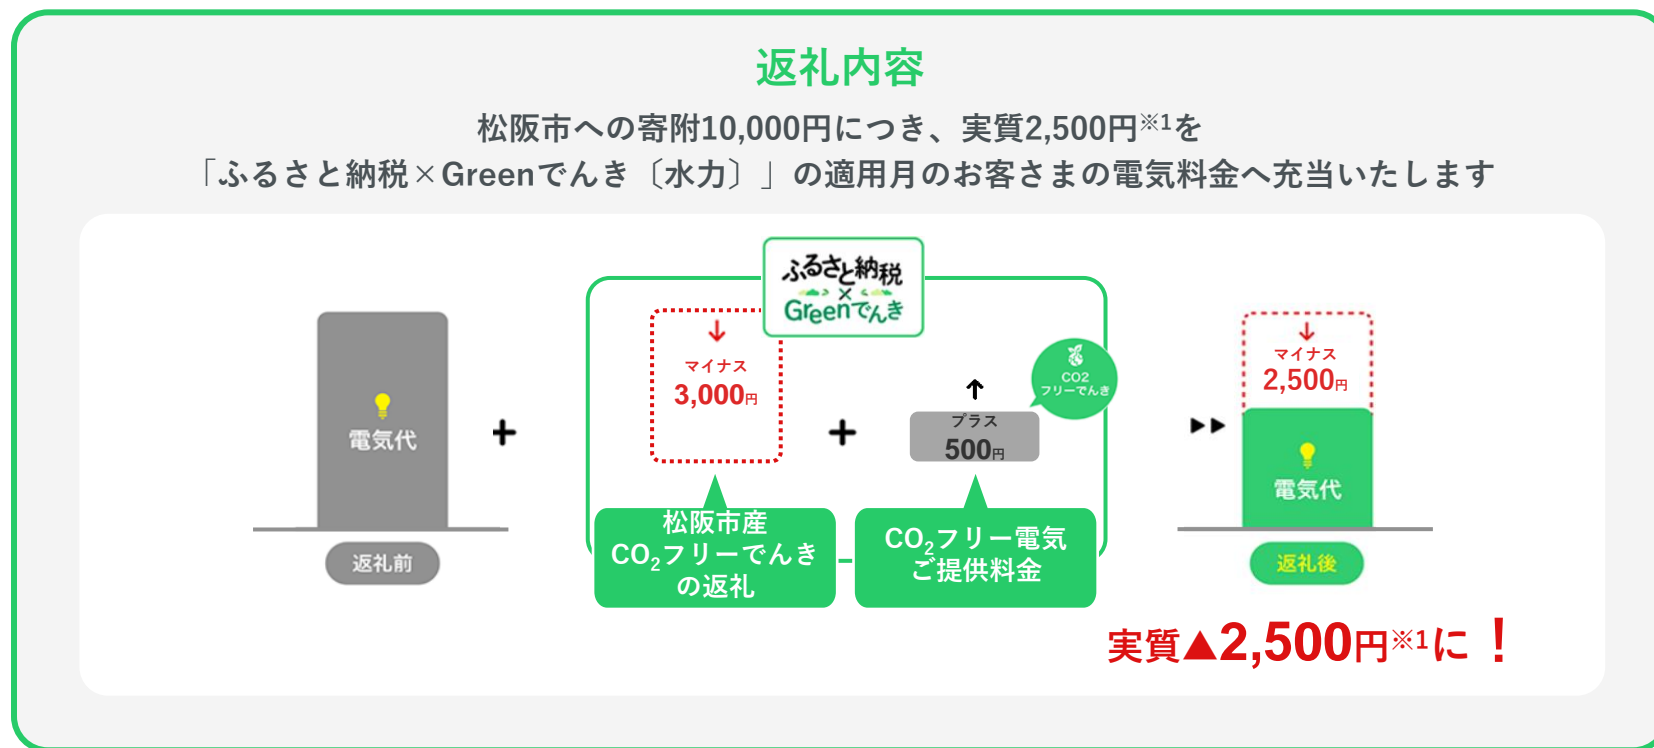 返礼内容
松阪市への寄附10,000円につき、実質2,500円※1を
「ふるさと納税×Greenでんき〔水力〕」の適用月のお客さまの電気料金へ充当いたします
ふるさと納税
×
Greenでんき
電気代
返礼前
+
マイナス
3,000円
松阪市産
CO2フリーでんき
の返礼
+
CO2
フリーでんき
プラス
500円
CO2フリー電気
ご提供料金
マイナス
2,500円
電気代
返礼後
実質▲2,500円※1に！